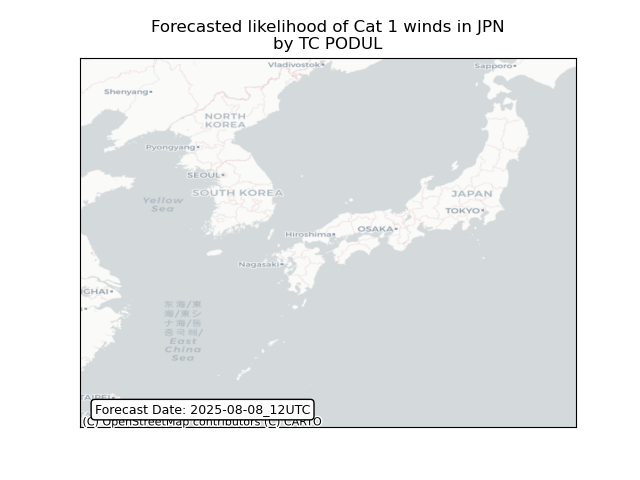 Forecasted likelihood of Cat 1 winds in JPN
by TC PODUL
Vladivostok
Sapporo
Shenyang
NORTH
KOREA
Pyongyang
SEOUL
SOUTH KOREA
Yellow
Sea
JAPAN
TOKYO
OSAKA
Hiroshima
Nagasaki
GHAI
东海/東
海/東シ
ナ海/동
중국해/
East
China
Sea
TAIPEI
Forecast Date: 2025-08-08_12UTC
(C) OpenStreetMap contributors (C) CARTO